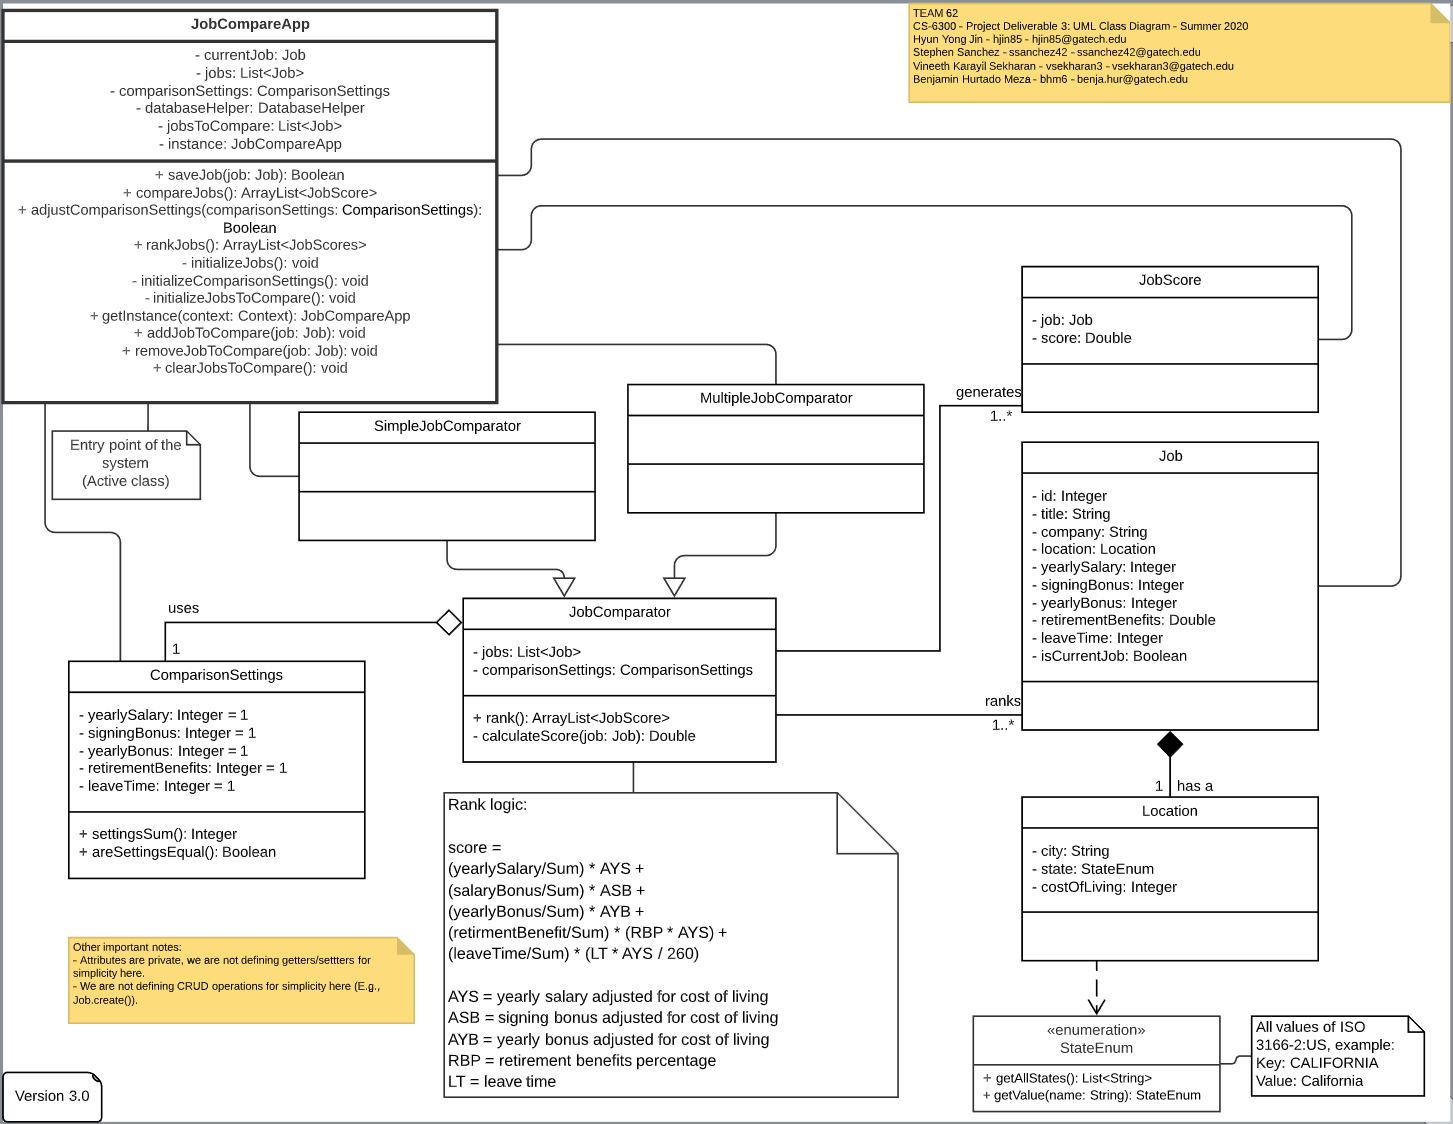 JobCompareApp
- currentJob: Job
- jobs: List<Job>
- comparisonSettings: ComparisonSettings
- databaseHelper: DatabaseHelper
- jobsToCompare: List<Job>
- instance: JobCompareApp
+ saveJob(job: Job): Boolean
+ compareJobs(): ArrayList<JobScore>
+ adjustComparisonSettings(comparisonSettings: ComparisonSettings):
Boolean
+ rankJobs(): ArrayList<JobScores>
- initializeJobs(): void
- initializeComparisonSettings(): void
- initializeJobsToCompare(): void
+ getInstance(context: Context): JobCompareApp
+ addJobToCompare(job: Job): void
+ removeJobToCompare(job: Job): void
+ clearJobsToCompare(): void
TEAM 62
CS-6300 - Project Deliverable 3: UML Class Diagram - Summer 2020
Hyun Yong Jin - hjin85 - hjin85@gatech.edu
Stephen Sanchez - ssanchez42 - ssanchez42@gatech.edu
Vineeth Karayil Sekharan - vsekharan3 - vsekharan3@gatech.edu
Benjamin Hurtado Meza - bhm6 - benja.hur@gatech.edu
Entry point of the
system
(Active class)
SimpleJobComparator
MultipleJobComparator
JobScore
- job: Job
- score: Double
generates
1..*
Job
- id: Integer
- title: String
- company: String
- location: Location
- yearlySalary: Integer
- signingBonus: Integer
- yearlyBonus: Integer
- retirementBenefits: Double
- leaveTime: Integer
- isCurrentJob: Boolean
uses
1
JobComparator
- jobs: List<Job>
- comparisonSettings: ComparisonSettings
+ rank(): ArrayList<JobScore>
- calculateScore(job: Job): Double
ranks
1..*
ComparisonSettings
- yearlySalary: Integer = 1
- signingBonus: Integer = 1
- yearlyBonus: Integer = 1
- retirementBenefits: Integer = 1
- leaveTime: Integer = 1
+ settingsSum(): Integer
+ areSettingsEqual(): Boolean
1 has a
Location
- city: String
- state: StateEnum
- costOfLiving: Integer
Rank logic:
score =
(yearlySalary/Sum) * AYS +
(salaryBonus/Sum) * ASB +
(yearlyBonus/Sum) * AYB +
(retirmentBenefit/Sum) * (RBP * AYS) +
(leaveTime/Sum) * (LT * AYS / 260)
AYS = yearly salary adjusted for cost of living
ASB = signing bonus adjusted for cost of living
AYB = yearly bonus adjusted for cost of living
RBP = retirement benefits percentage
LT = leave time
Other important notes:
- Attributes are private, we are not defining getters/settters for
simplicity here.
- We are not defining CRUD operations for simplicity here (E.g.,
Job.create()).
«enumeration»
StateEnum
+ getAllStates(): List<String>
+ getValue(name: String): StateEnum
All values of ISO
3166-2:US, example:
Key: CALIFORNIA
Value: California
Version 3.0